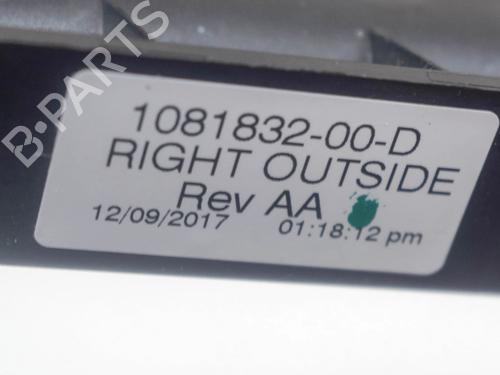 B-PARTS
1081832-00-D
RIGHT OUTSIDE
Rev AA
12/09/2017 01:18:12 pm